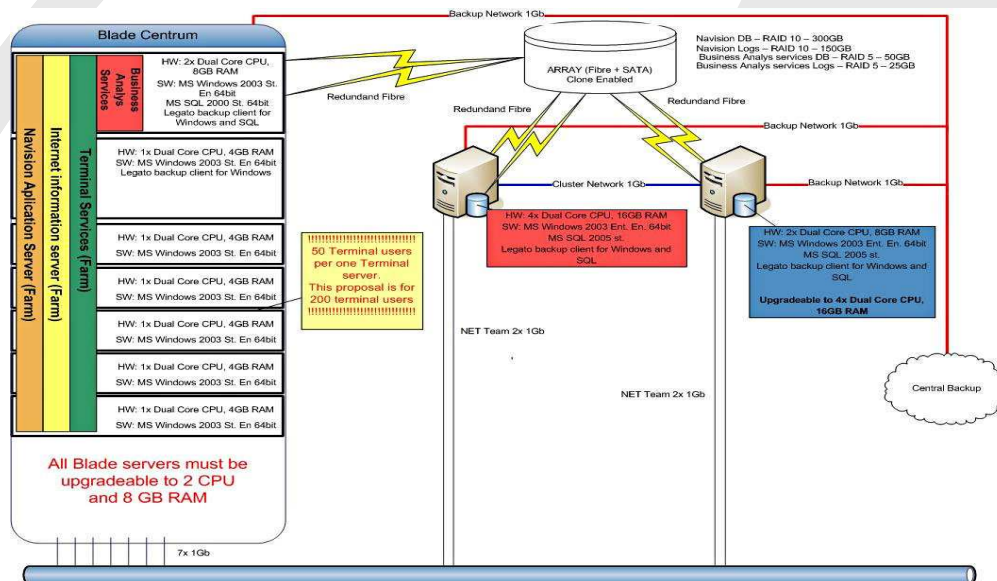 Backup Network 1Gb
Blade Centrum
Navision Aplication Server (Farm)
Internet information server (Farm)
Terminal Services (Farm)
Business
Analys
Services
HW: 2x Dual Core CPU,
8GB RAM
SW: MS Windows 2003 St.
En 64bit
MS SQL 2000 St. 64bit
Legato backup client for
Windows and SQL
HW: 1x Dual Core CPU, 4GB RAM
SW: MS Windows 2003 St. En 64bit
Legato backup client for Windows
HW: 1x Dual Core CPU, 4GB RAM
SW: MS Windows 2003 St. En 64bit
HW: 1x Dual Core CPU, 4GB RAM
SW: MS Windows 2003 St. En 64bit
HW: 1x Dual Core CPU, 4GB RAM
SW: MS Windows 2003 St. En 64bit
HW: 1x Dual Core CPU, 4GB RAM
SW: MS Windows 2003 St. En 64bit
HW: 1x Dual Core CPU, 4GB RAM
SW: MS Windows 2003 St. En 64bit
All Blade servers must be
upgradeable to 2 CPU
and 8 GB RAM
7x 1Gb
Redundand Fibre
ARRAY (Fibre + SATA)
Clone Enabled
Navision DB – RAID 10 – 300GB
Navision Logs – RAID 10 – 150GB
Business Analys services DB – RAID 5 – 50GB
Business Analys services Logs – RAID 5 – 25GB
Redundand Fibre
Redundand Fibre
Backup Network 1Gb
Cluster Network 1Gb
Backup Network 1Gb
HW: 4x Dual Core CPU, 16GB RAM
SW: MS Windows 2003 Ent. En. 64bit
MS SQL 2005 st.
Legato backup client for Windows and
SQL
HW: 2x Dual Core CPU, 8GB RAM
SW: MS Windows 2003 Ent. En. 64bit
MS SQL 2005 st.
Legato backup client for Windows and
SQL
Upgradeable to 4x Dual Core CPU,
16GB RAM
!!!!!!!!!!!!!!!!!!!!!!!!!!!!!!!!!!
50 Terminal users
per one Terminal
server.
This proposal is for
200 terminal users
!!!!!!!!!!!!!!!!!!!!!!!!!!!!!!!!!!
NET Team 2x 1Gb
NET Team 2x 1Gb
Central Backup